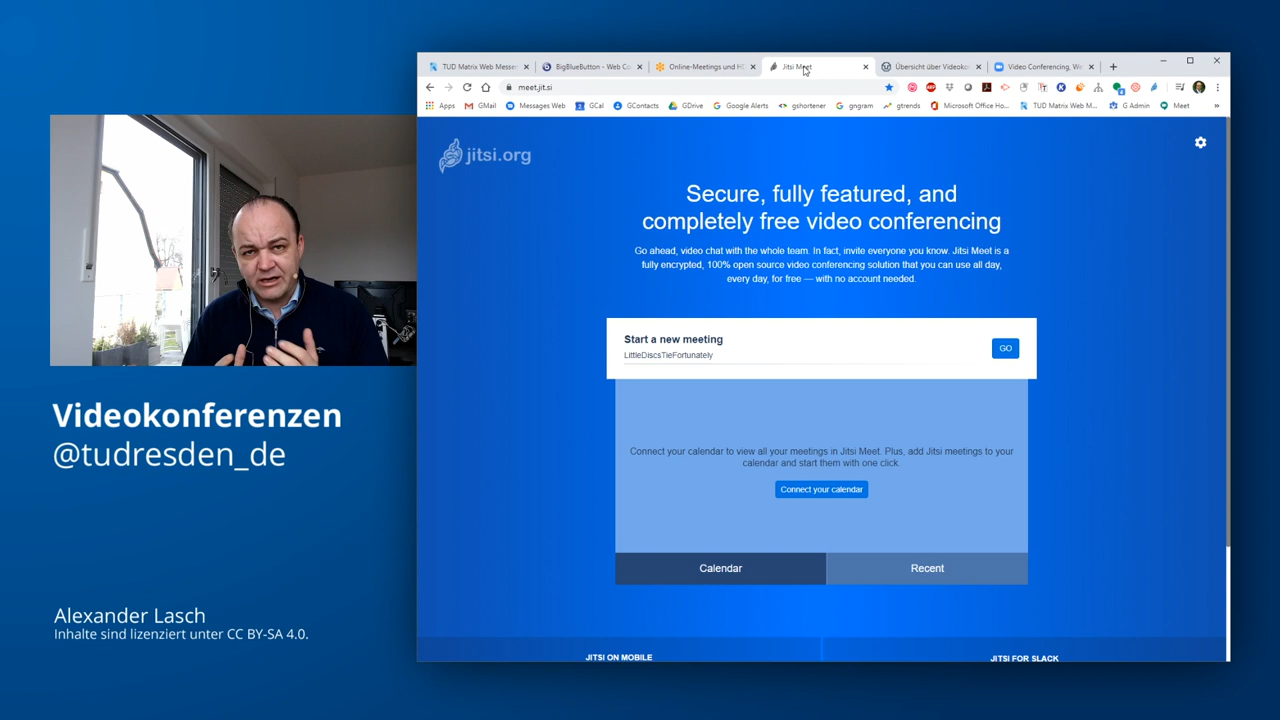 TUD Matrix Web Messen
BigBlueButton - Web Co
Online-Meetings und HD
Jitsi Meet
Übersicht über Videokon
Video Conferencing, We
meet.jit.si
Apps
GMail
Messages Web
GCal
GContacts
GDrive
Google Alerts
gshortener
gngram
gtrends
Microsoft Office Ho...
TUD Matrix Web M...
G Admin
Meet
jitsi.org
Secure, fully featured, and
completely free video conferencing
Go ahead, video chat with the whole team. In fact, invite everyone you know. Jitsi Meet is a
fully encrypted, 100% open source video conferencing solution that you can use all day,
every day, for free — with no account needed.
Start a new meeting
LittleDiscsTieFortunately
GO
Connect your calendar to view all your meetings in Jitsi Meet. Plus, add Jitsi meetings to your
calendar and start them with one click.
Connect your calendar
Calendar
Recent
JITSI ON MOBILE
JITSI FOR SLACK
Videokonferenzen
@tudresden_de
Alexander Lasch
Inhalte sind lizenziert unter CC BY-SA 4.0.